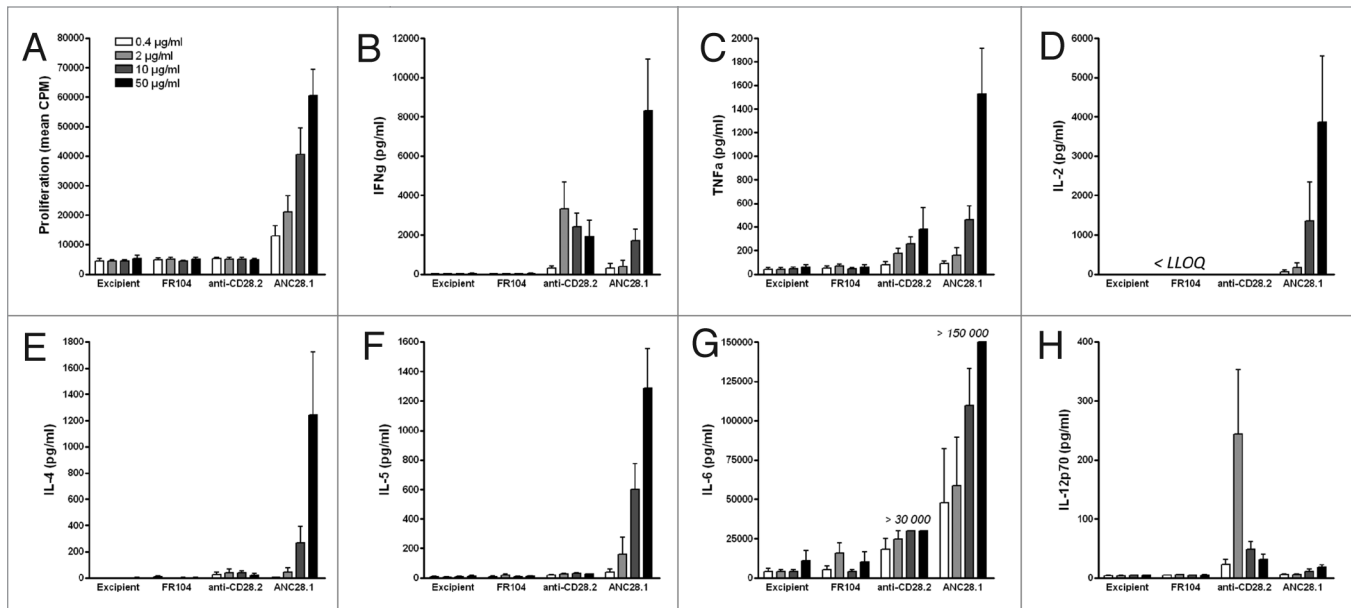 A
Proliferation (mean CPM)
80000
70000
60000
50000
40000
30000
20000
10000
0
0.4 µg/ml
2 µg/ml
10 µg/ml
50 µg/ml
Excipient FR104 anti-CD28.2 ANC28.1
B
IFNg (pg/ml)
12000
10000
8000
6000
4000
2000
0
Excipient FR104 anti-CD28.2 ANC28.1
C
TNFa (pg/ml)
2000
1800
1600
1400
1200
1000
800
600
400
200
0
Excipient FR104 anti-CD28.2 ANC28.1
D
IL-2 (pg/ml)
6000
5000
4000
3000
2000
1000
0
< LLOQ
Excipient FR104 anti-CD28.2 ANC28.1
E
IL-4 (pg/ml)
1800
1600
1400
1200
1000
800
600
400
200
0
Excipient FR104 anti-CD28.2 ANC28.1
F
IL-5 (pg/ml)
1600
1400
1200
1000
800
600
400
200
0
Excipient FR104 anti-CD28.2 ANC28.1
G
IL-6 (pg/ml)
150000
125000
100000
75000
50000
25000
0
> 30 000
> 150 000
Excipient FR104 anti-CD28.2 ANC28.1
H
IL-12p70 (pg/ml)
400
300
200
100
0
Excipient FR104 anti-CD28.2 ANC28.1